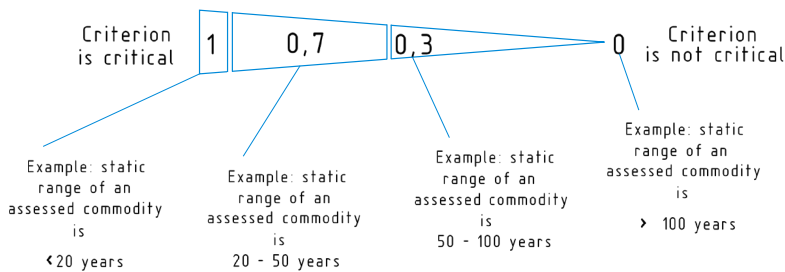 Criterion
is critical
1
0,7
0,3
0
Criterion
is not critical
Example: static
range of an
assessed commodity
is
<20 years
Example: static
range of an
assessed commodity
is
20 - 50 years
Example: static
range of an
assessed commodity
is
50 - 100 years
Example: static
range of an
assessed commodity
is
> 100 years